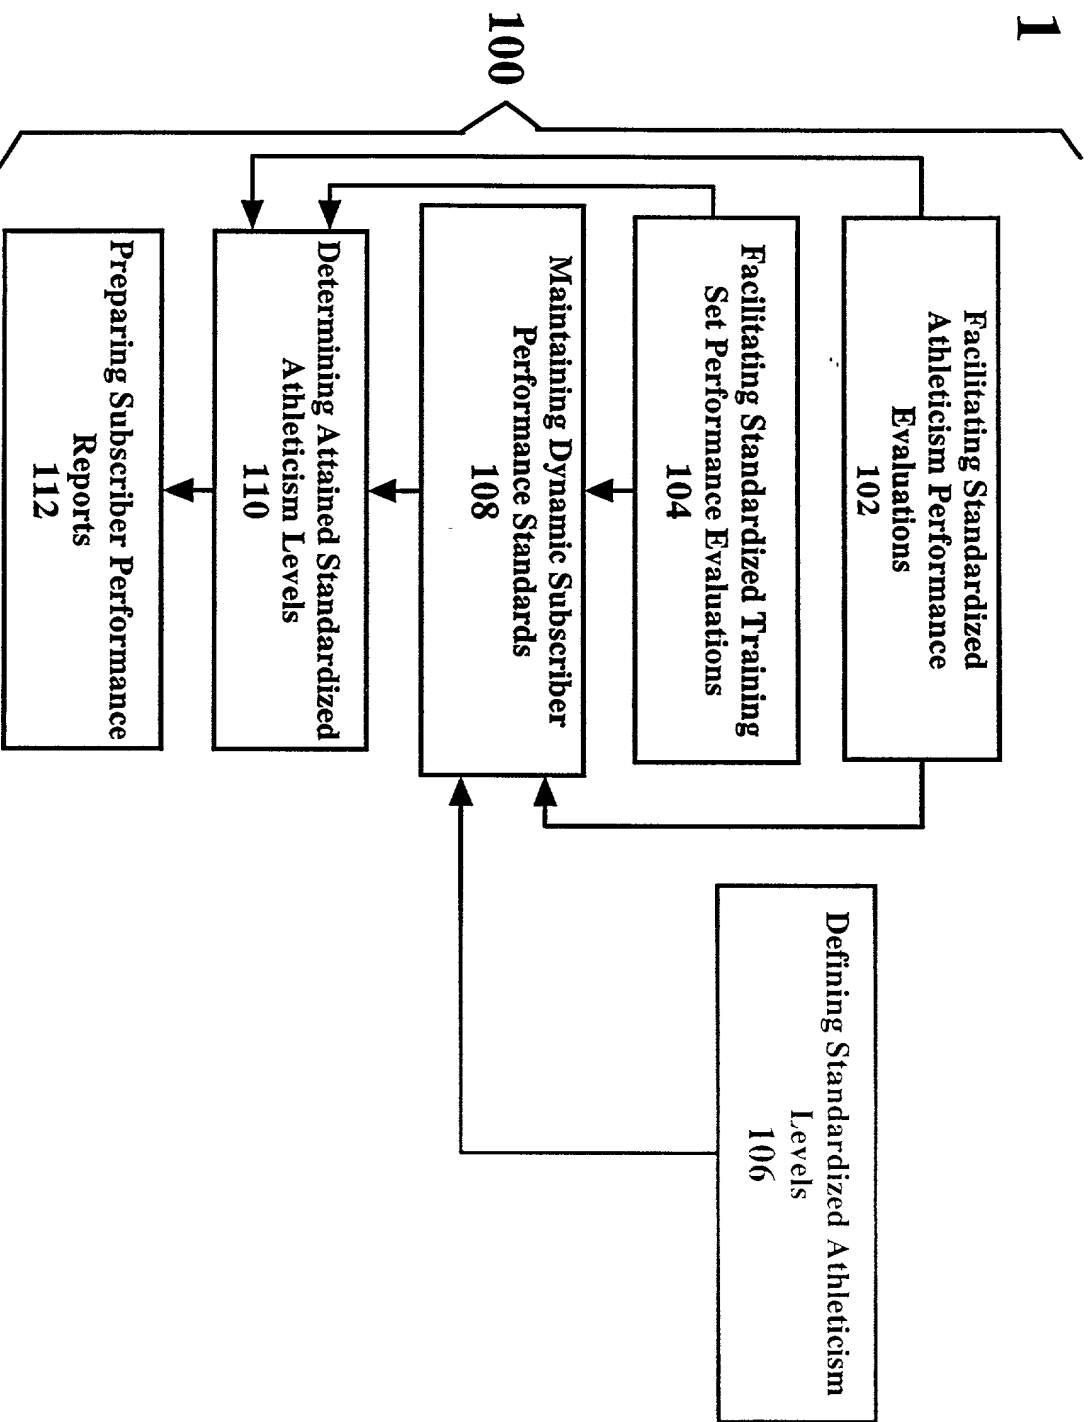 1
100
Facilitating Standardized
Athleticism Performance
Evaluations
102
Facilitating Standardized Training
Set Performance Evaluations
104
Defining Standardized Athleticism
Levels
106
Maintaining Dynamic Subscriber
Performance Standards
108
Determining Attained Standardized
Athleticism Levels
110
Preparing Subscriber Performance
Reports
112